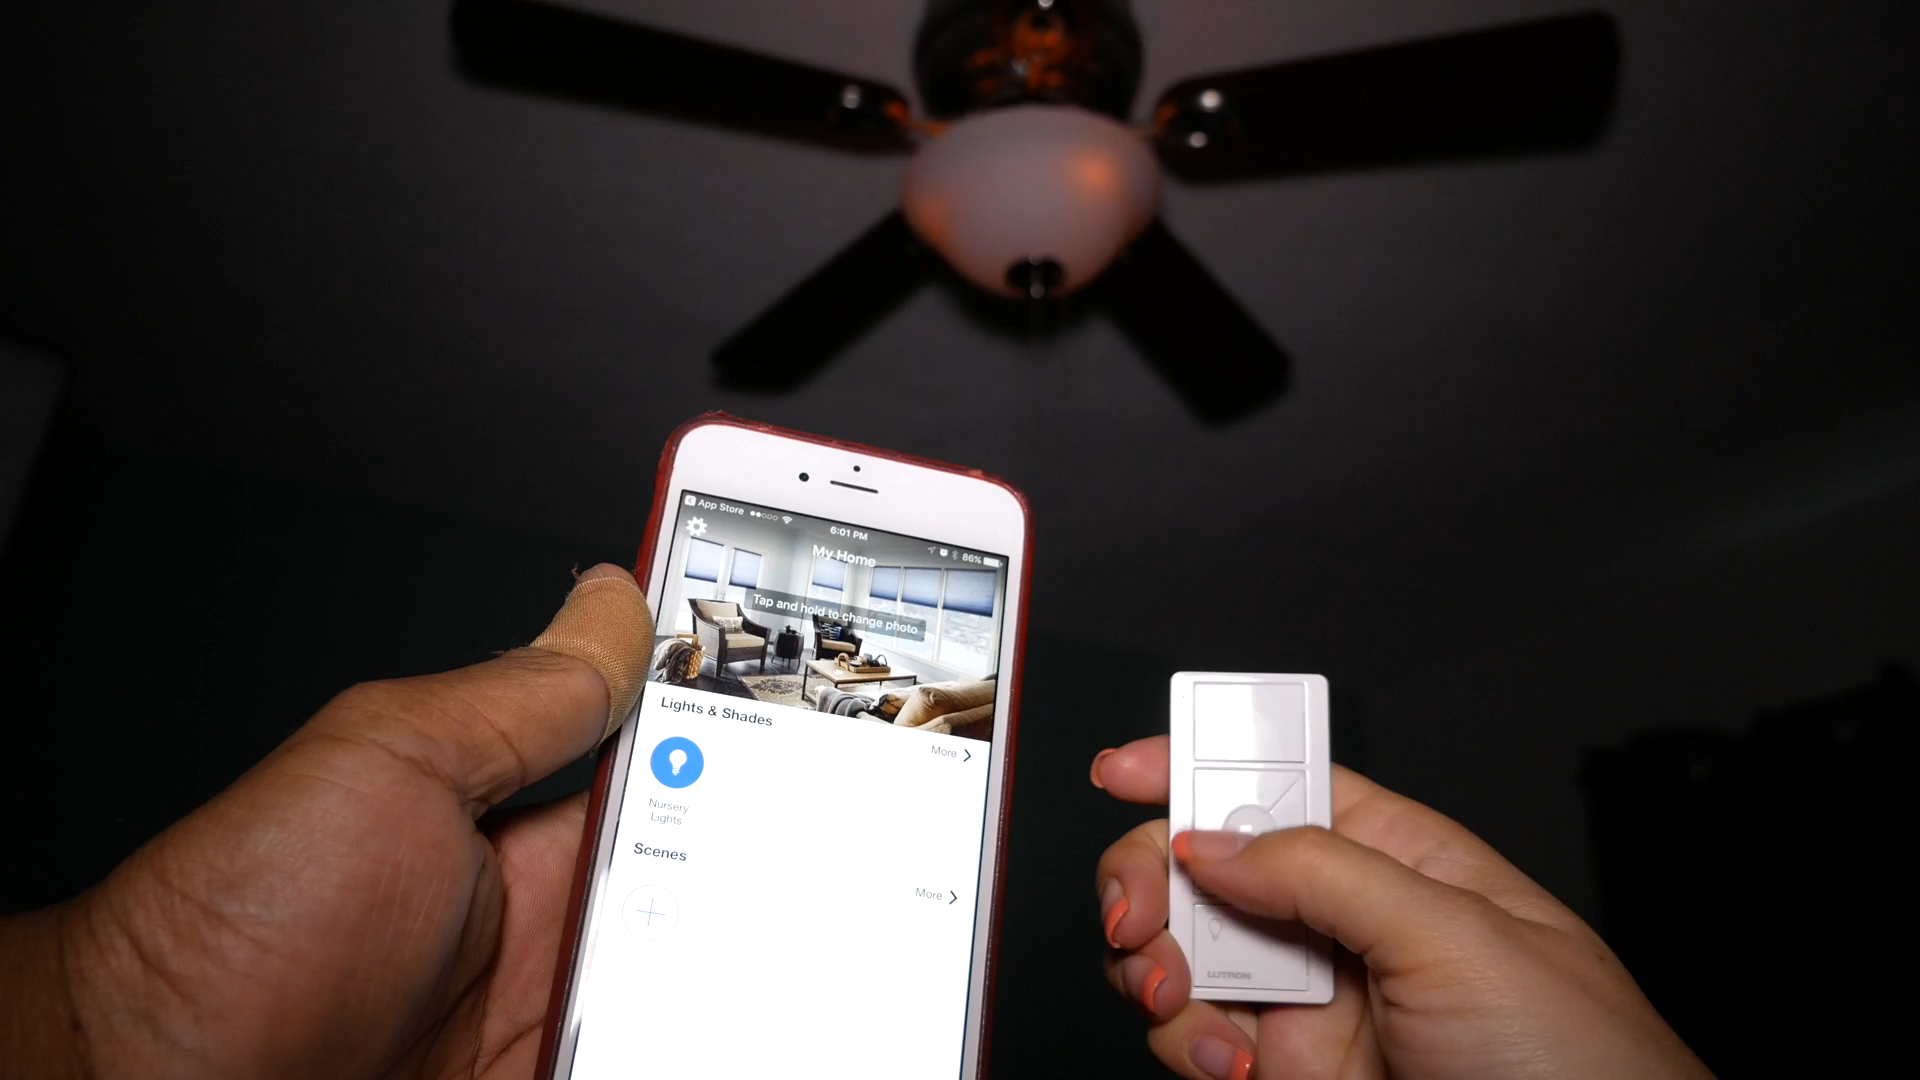 App Store
6:01 PM
86%
My Home
Tap and hold to change photo
Lights & Shades
More
Nursery
Lights
Scenes
More
LUTRON